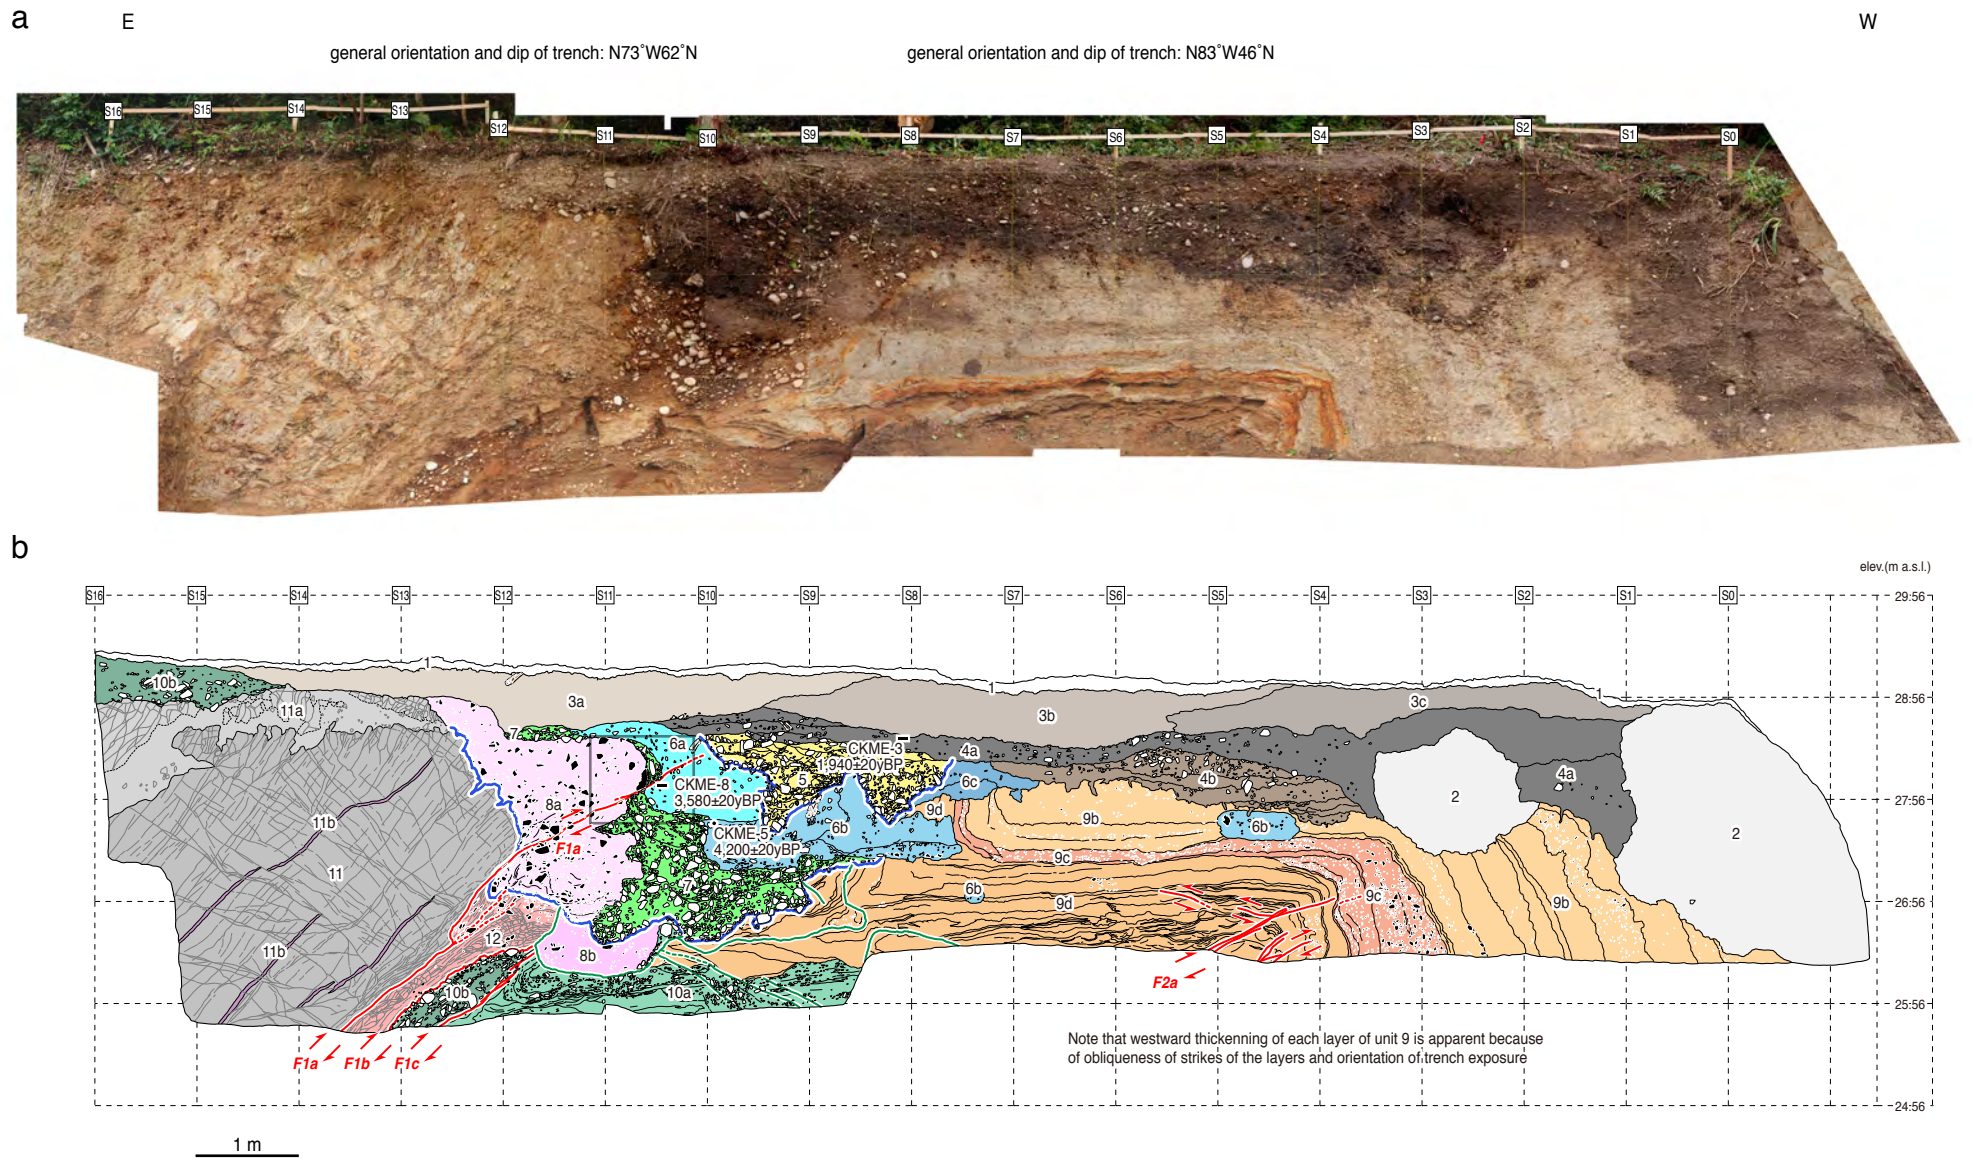 a
E
W
general orientation and dip of trench: N73˚W62˚N
general orientation and dip of trench: N83˚W46˚N
S16
S15
S14
S13
S12
S11
S10
S9
S8
S7
S6
S5
S4
S3
S2
S1
S0
b
elev.(m a.s.l.)
S16
S15
S14
S13
S12
S11
S10
S9
S8
S7
S6
S5
S4
S3
S2
S1
S0
29:56
1
10b
11a
3a
1
3b
3c
1
28:56
7
6a
CKME-3
1,940±20yBP
4a
4b
4a
5
6c
CKME-8
3,580±20yBP
2
8a
9d
27:56
11b
CKME-5
4,200±20yBP
6b
9b
6b
2
F1a
9c
11
7
6b
9d
9c
9b
26:56
12
11b
8b
F2a
10b
10a
25:56
F1a
F1b
F1c
Note that westward thickenning of each layer of unit 9 is apparent because
of obliqueness of strikes of the layers and orientation of trench exposure
24:56
1 m